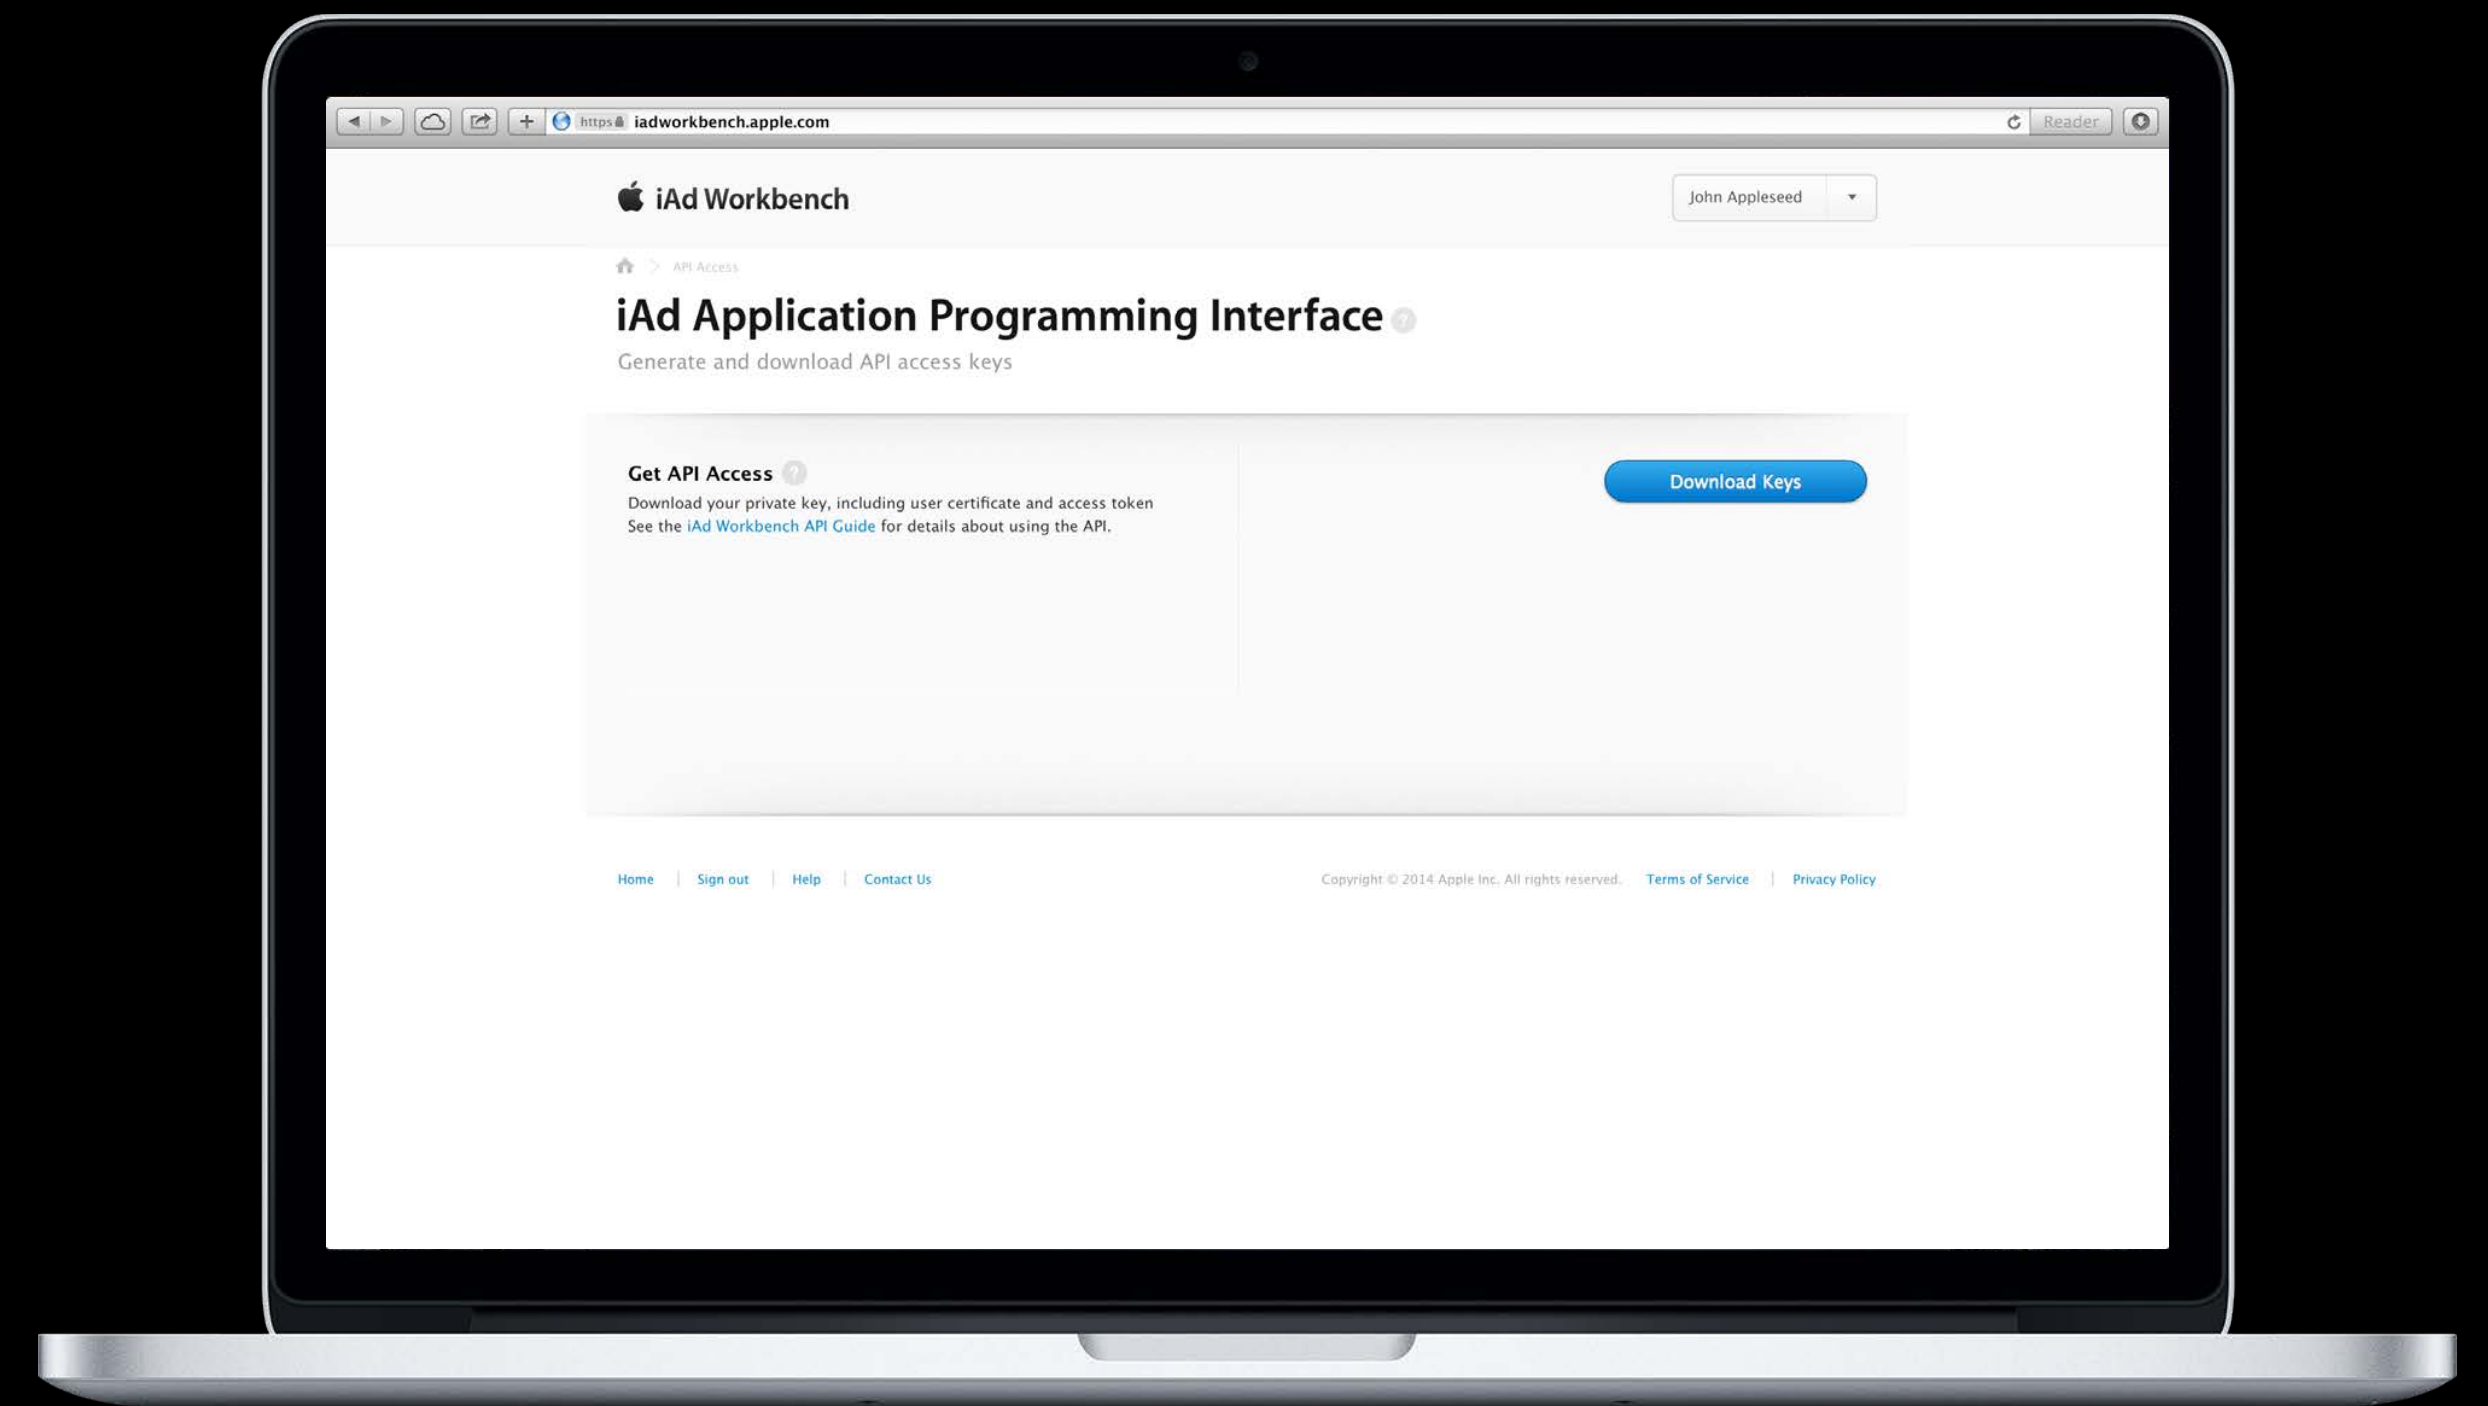 https iadworkbench.apple.com Reader
iAd Workbench
John Appleseed
API Access
iAd Application Programming Interface ?
Generate and download API access keys
Get API Access ?
Download your private key, including user certificate and access token
See the iAd Workbench API Guide for details about using the API.
Download Keys
Home | Sign out | Help | Contact Us
Copyright © 2014 Apple Inc. All rights reserved. Terms of Service | Privacy Policy